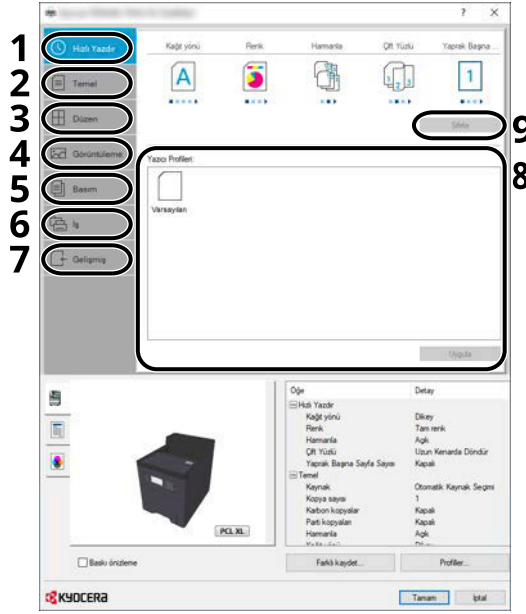 ? ×
1 Hızlı Yazdır
2 Temel
3 Düzen
4 Görüntüleme
5 Basım
6 İş
7 Gelişmiş
Kağıt yönü Renk Harmanla Çift Yüzlü Yaprak Başına ...
A 1 2 3 1
Sıfırla 9
Yazıcı Profilleri: 8
Varsayılan
Uygula
Öğe Detay
Hızlı Yazdır
Kağıt yönü Dikey
Renk Tam renk
Harmanla Açık
Çift Yüzlü Uzun Kenarda Döndür
Yaprak Başına Sayfa Sayısı Kapalı
Temel
Kaynak Otomatik Kaynak Seçimi
Kopya sayısı 1
Karbon kopyalar Kapalı
Parti kopyaları Kapalı
Harmanla Açık
PCL XL
Baskı önizleme
Farklı kaydet... Profiller...
KYOCERA
Tamam İptal